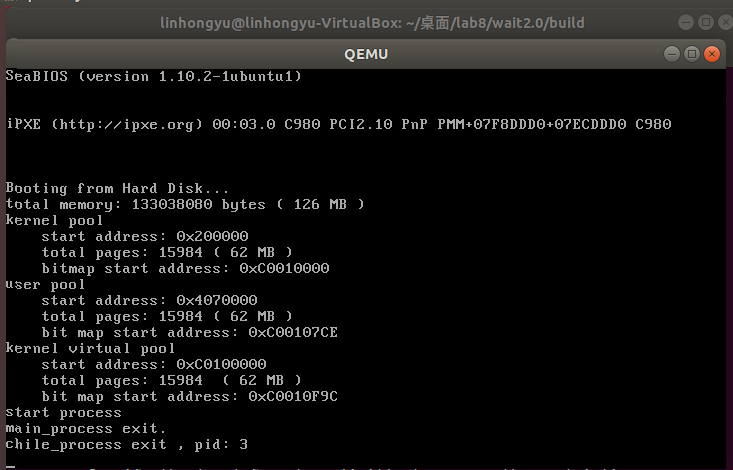 linhongyu@linhongyu-VirtualBox: ~/桌面/lab8/wait2.0/build
QEMU
SeaBIOS (version 1.10.2-1ubuntu1)
iPXE (http://ipxe.org) 00:03.0 C980 PCI2.10 PnP PMM+07F8DDD0+07ECDDD0 C980
Booting from Hard Disk...
total memory: 133038080 bytes ( 126 MB )
kernel pool
start address: 0x200000
total pages: 15984 ( 62 MB )
bitmap start address: 0xC0010000
user pool
start address: 0x4070000
total pages: 15984 ( 62 MB )
bit map start address: 0xC00107CE
kernel virtual pool
start address: 0xC0100000
total pages: 15984  ( 62 MB )
bit map start address: 0xC0010F9C
start process
main_process exit.
chile_process exit , pid: 3